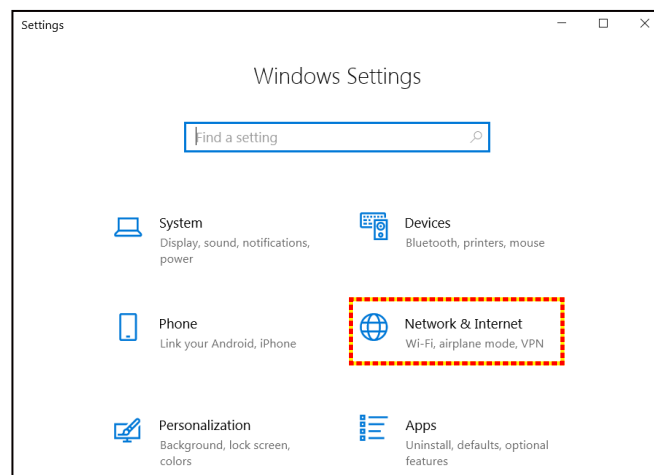 Settings
Windows Settings
Find a setting
System
Display, sound, notifications,
power
Devices
Bluetooth, printers, mouse
Phone
Link your Android, iPhone
Network & Internet
Wi-Fi, airplane mode, VPN
Personalization
Background, lock screen,
colors
Apps
Uninstall, defaults, optional
features